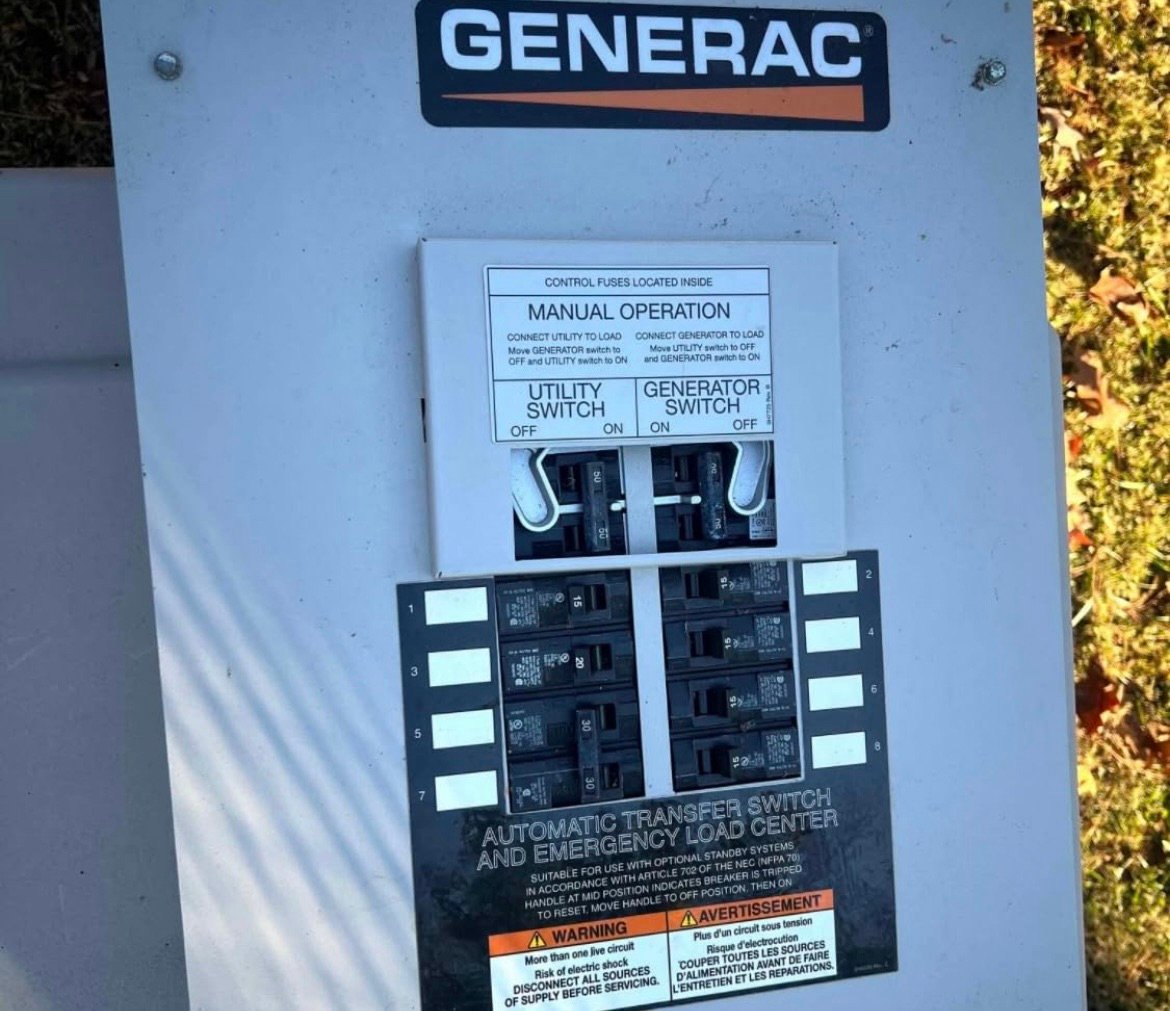 GENERAC®
CONTROL FUSES LOCATED INSIDE
MANUAL OPERATION
CONNECT UTILITY TO LOAD
Move GENERATOR switch to
OFF and UTILITY switch to ON
CONNECT GENERATOR TO LOAD
Move UTILITY switch to OFF
and GENERATOR switch to ON
UTILITY
SWITCH
OFF ON
GENERATOR
SWITCH
ON OFF
50
50
1
15
15
2
3
20
15
4
5
30
15
6
7
30
15
8
AUTOMATIC TRANSFER SWITCH
AND EMERGENCY LOAD CENTER
SUITABLE FOR USE WITH OPTIONAL STANDBY SYSTEMS
IN ACCORDANCE WITH ARTICLE 702 OF THE NEC (NFPA 70)
HANDLE AT MID POSITION INDICATES BREAKER IS TRIPPED
TO RESET, MOVE HANDLE TO OFF POSITION, THEN ON
WARNING
More than one live circuit
Risk of electric shock
DISCONNECT ALL SOURCES
OF SUPPLY BEFORE SERVICING.
AVERTISSEMENT
Plus d'un circuit sous tension
Risque d'electrocution
COUPER TOUTES LES SOURCES
D'ALIMENTATION AVANT DE FAIRE
L'ENTRETIEN ET LES REPARATIONS.